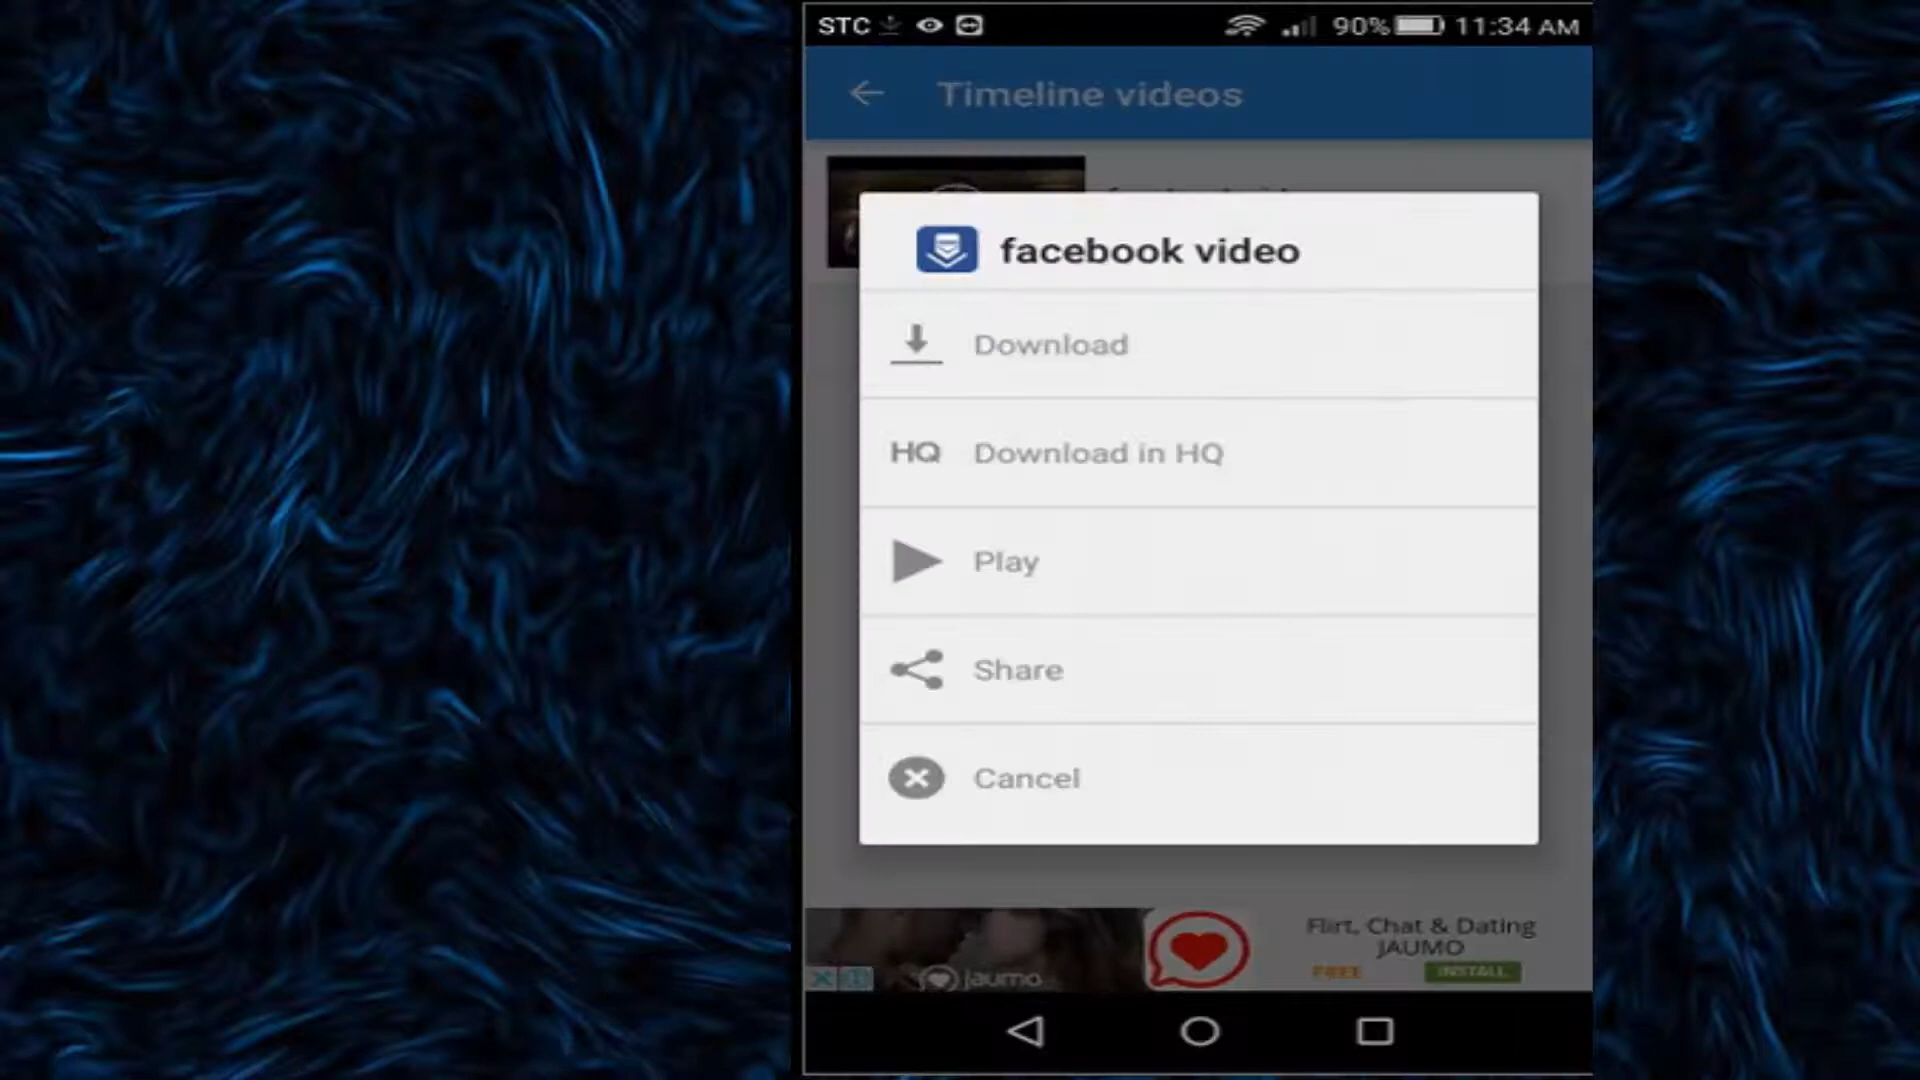 STC 90% 11:34 AM
Timeline videos
facebook video
Download
HQ Download in HQ
Play
Share
Cancel
Flirt, Chat & Dating
JAUMO
FREE INSTALL
jaumo